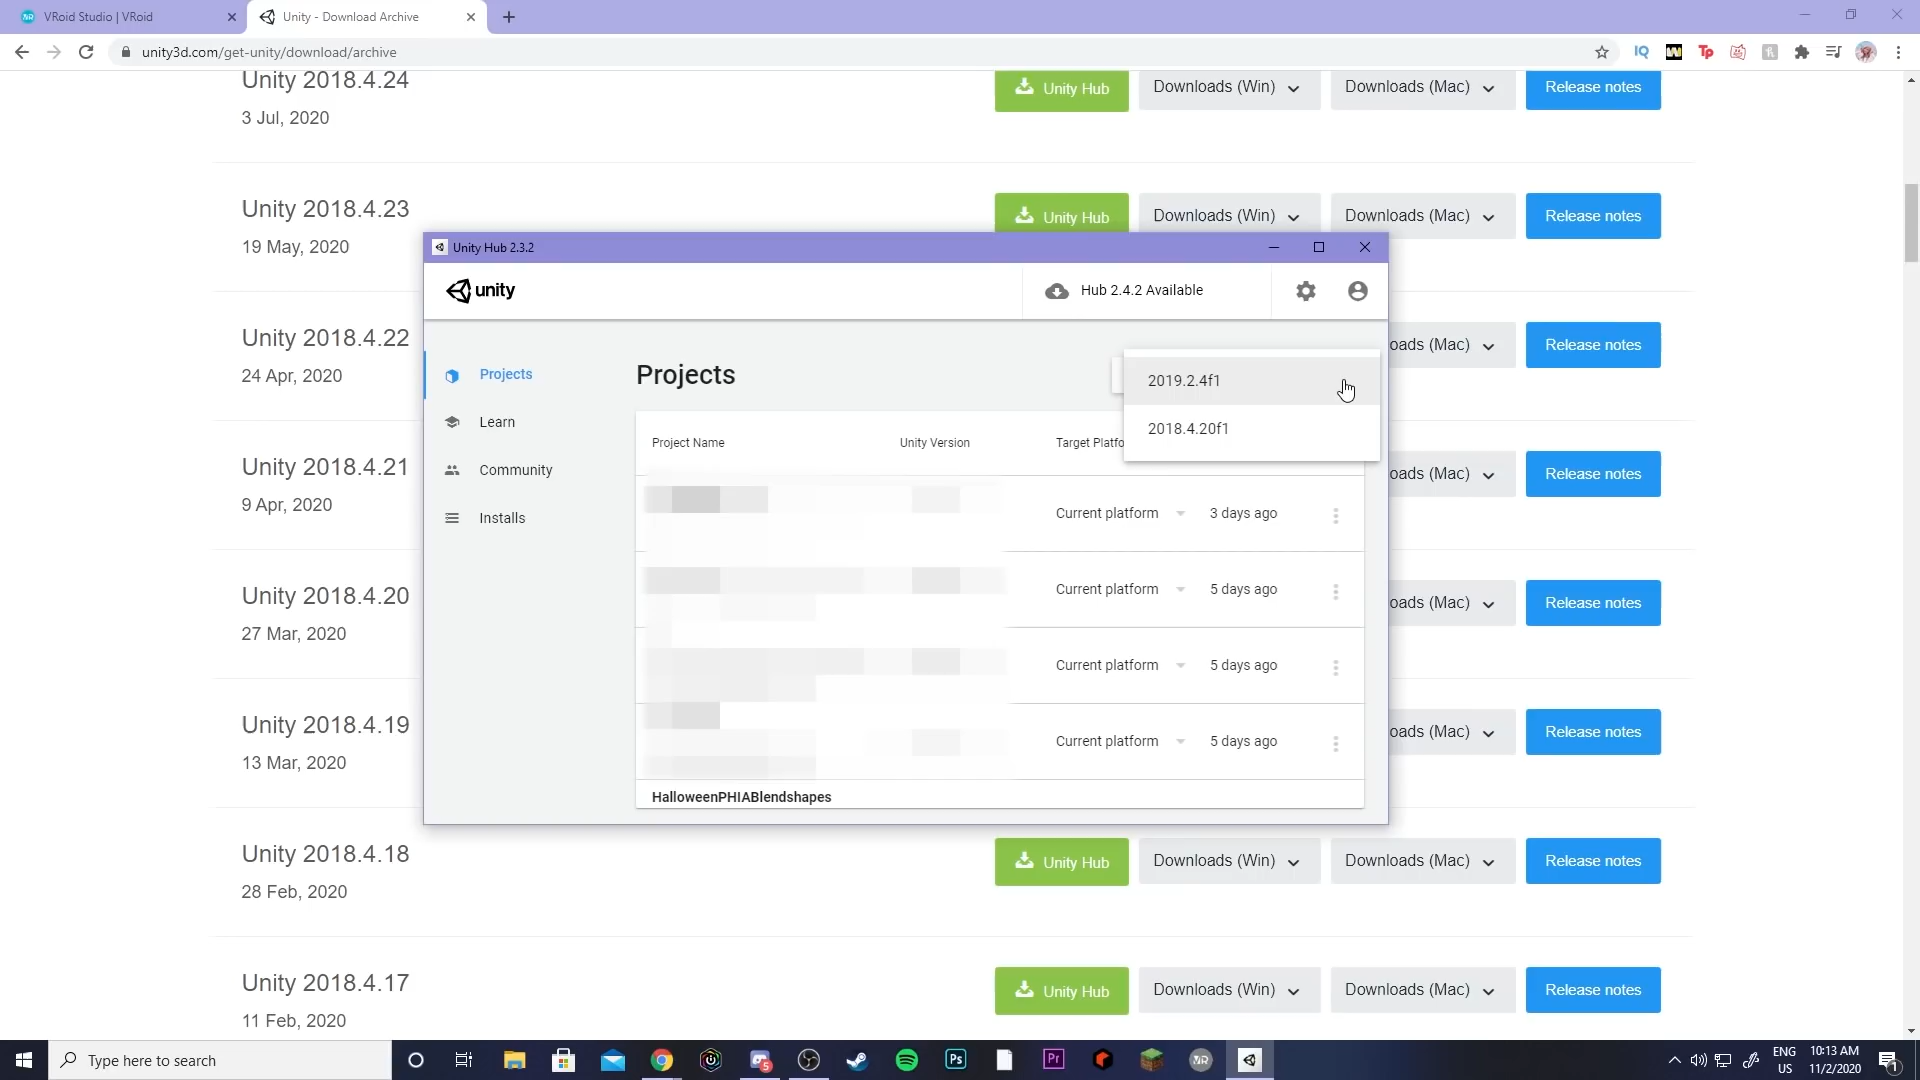 VRoid Studio | VRoid
Unity - Download Archive
unity3d.com/get-unity/download/archive
Unity 2018.4.24
3 Jul, 2020
Unity Hub
Downloads (Win)
Downloads (Mac)
Release notes
Unity 2018.4.23
19 May, 2020
Unity Hub
Downloads (Win)
Downloads (Mac)
Release notes
Unity Hub 2.3.2
unity
Hub 2.4.2 Available
Unity 2018.4.22
24 Apr, 2020
oads (Mac)
Release notes
Projects
Learn
Community
Installs
Projects
2019.2.4f1
2018.4.20f1
Project Name
Unity Version
Target Platfo
Current platform
3 days ago
Current platform
5 days ago
Current platform
5 days ago
Current platform
5 days ago
HalloweenPHIABlendshapes
Unity 2018.4.21
9 Apr, 2020
oads (Mac)
Release notes
Unity 2018.4.20
27 Mar, 2020
oads (Mac)
Release notes
Unity 2018.4.19
13 Mar, 2020
oads (Mac)
Release notes
Unity 2018.4.18
28 Feb, 2020
Unity Hub
Downloads (Win)
Downloads (Mac)
Release notes
Unity 2018.4.17
11 Feb, 2020
Unity Hub
Downloads (Win)
Downloads (Mac)
Release notes
Type here to search
ENG
US
10:13 AM
11/2/2020